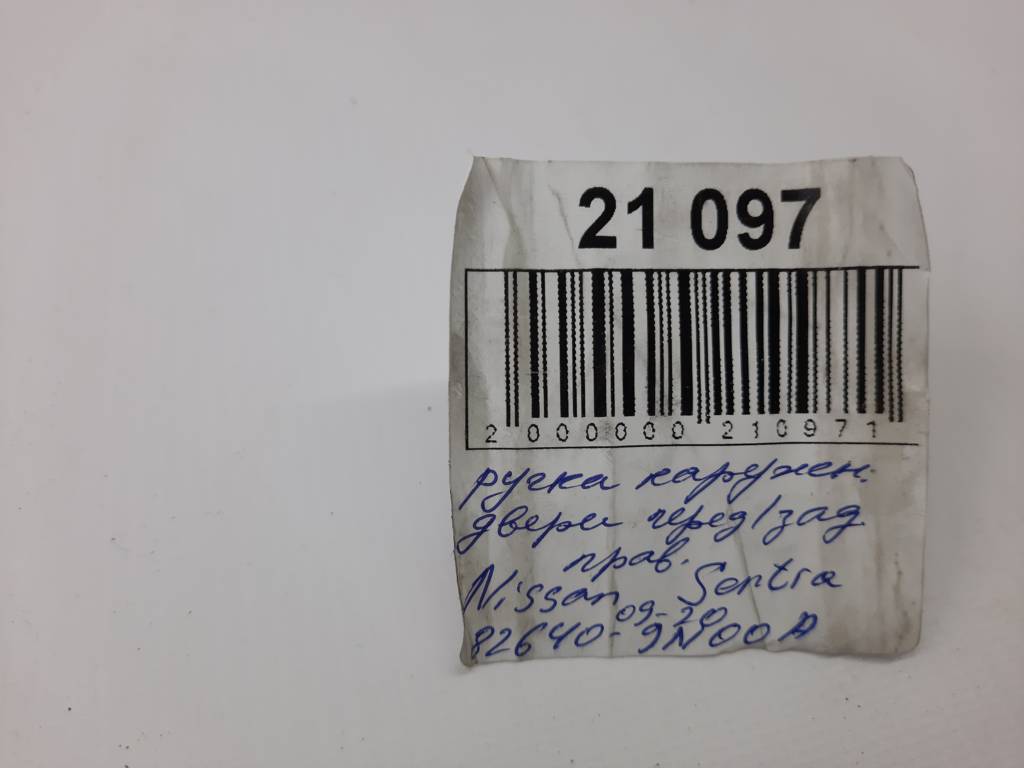 21 097
2 000000 210971
ручка наружн.
двери перед/зад
прав.
Nissan Sentra
09-20
82640-9N00A